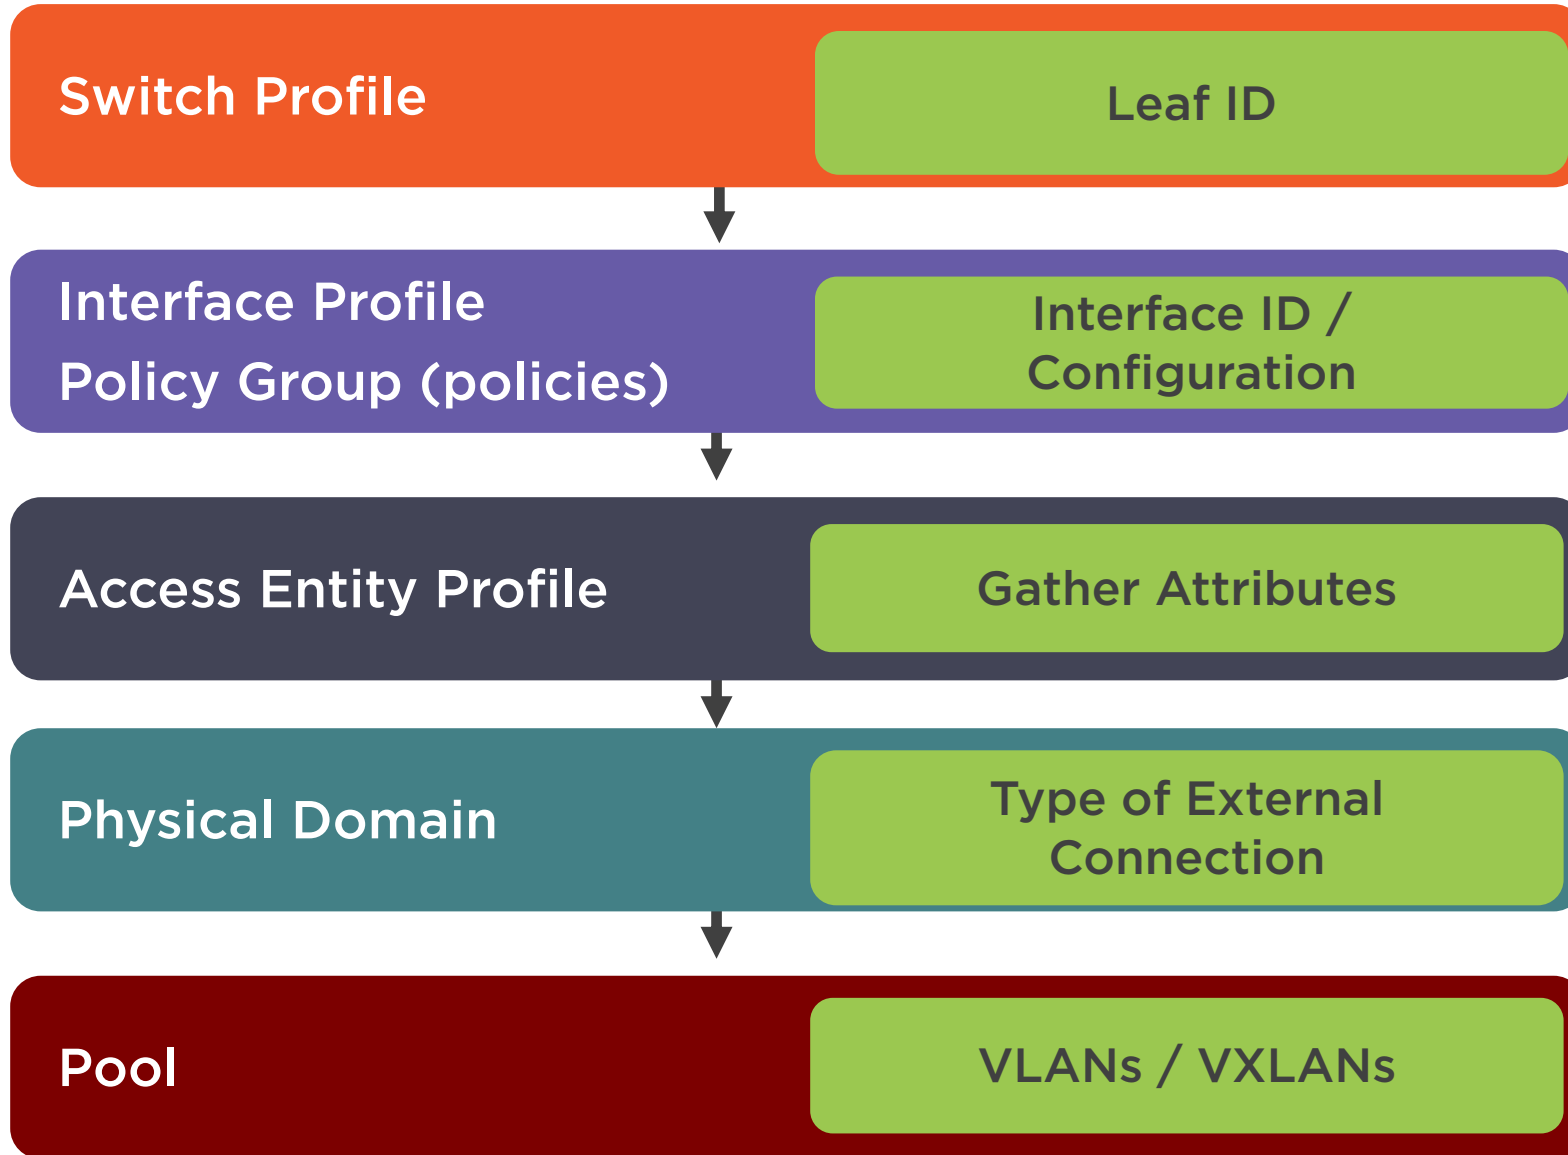 Switch Profile
Leaf ID
Interface Profile
Policy Group (policies)
Interface ID /
Configuration
Access Entity Profile
Gather Attributes
Physical Domain
Type of External
Connection
Pool
VLANs / VXLANs